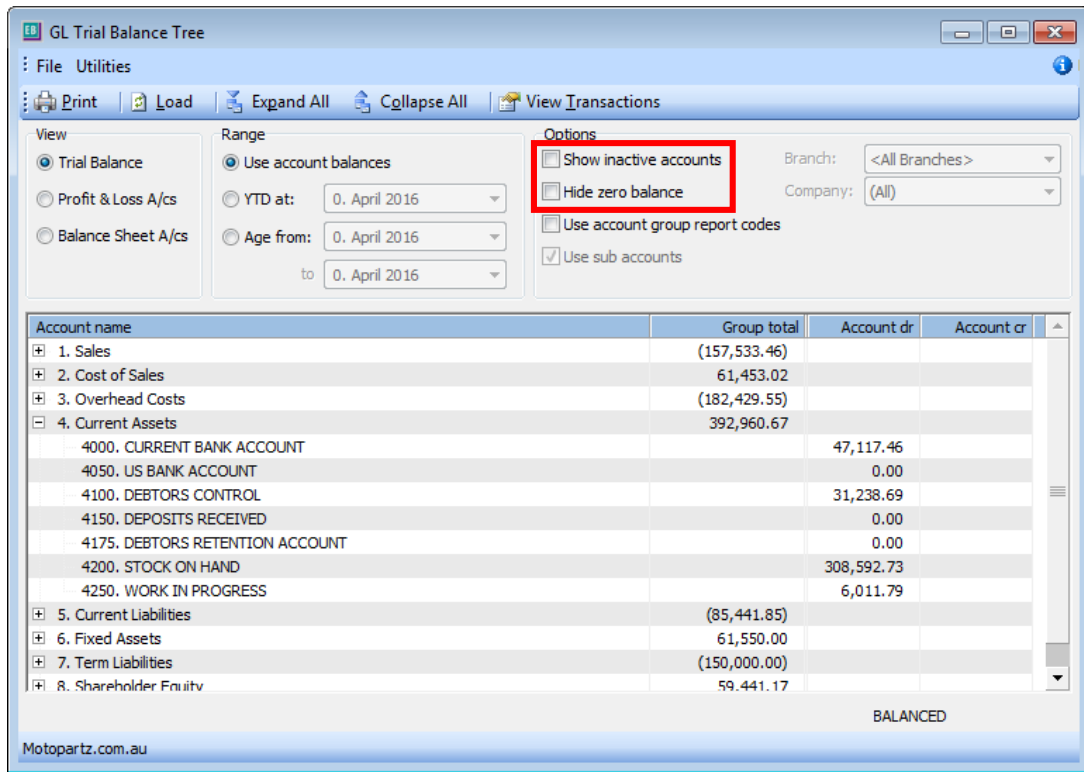 GL Trial Balance Tree
File Utilities
Print Load Expand All Collapse All View Transactions
View Range Options
Trial Balance Use account balances Show inactive accounts Branch: <All Branches>
Profit & Loss A/cs YTD at: 0. April 2016 Hide zero balance Company: (All)
Balance Sheet A/cs Age from: 0. April 2016 Use account group report codes
to 0. April 2016 Use sub accounts
Account name Group total Account dr Account cr
1. Sales (157,533.46)
2. Cost of Sales 61,453.02
3. Overhead Costs (182,429.55)
4. Current Assets 392,960.67
4000. CURRENT BANK ACCOUNT 47,117.46
4050. US BANK ACCOUNT 0.00
4100. DEBTORS CONTROL 31,238.69
4150. DEPOSITS RECEIVED 0.00
4175. DEBTORS RETENTION ACCOUNT 0.00
4200. STOCK ON HAND 308,592.73
4250. WORK IN PROGRESS 6,011.79
5. Current Liabilities (85,441.85)
6. Fixed Assets 61,550.00
7. Term Liabilities (150,000.00)
8. Shareholder Equity 59,441.17
BALANCED
Motopartz.com.au